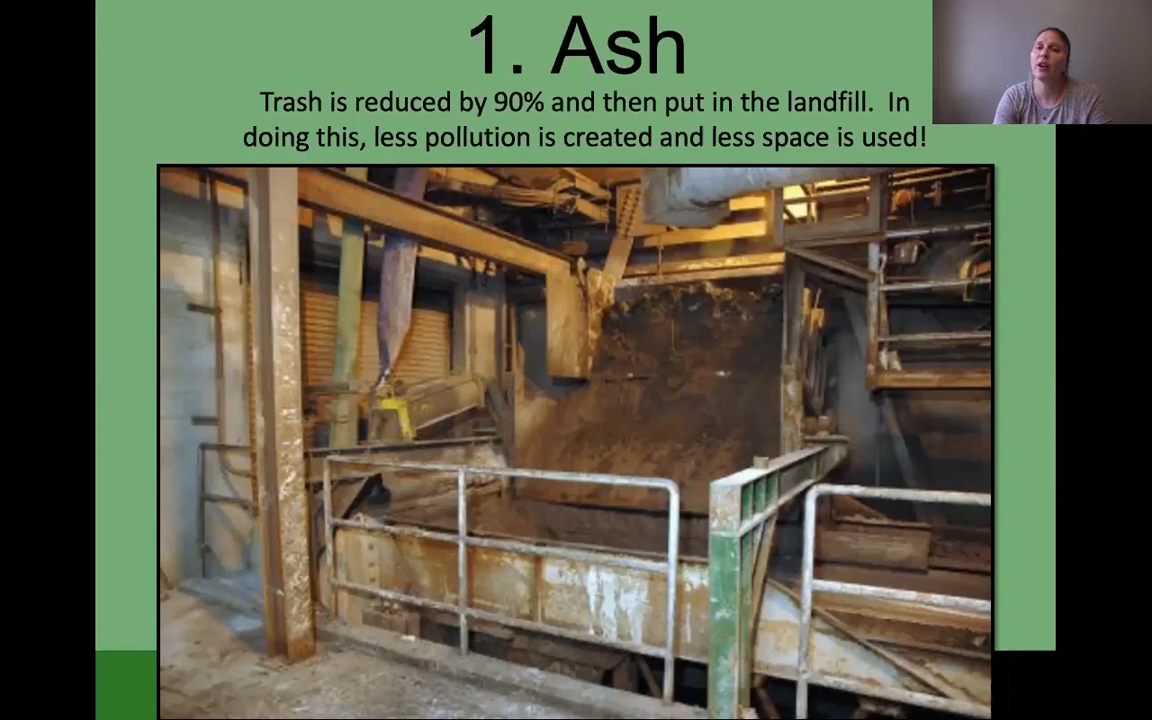 1. Ash
Trash is reduced by 90% and then put in the landfill. In
doing this, less pollution is created and less space is used!